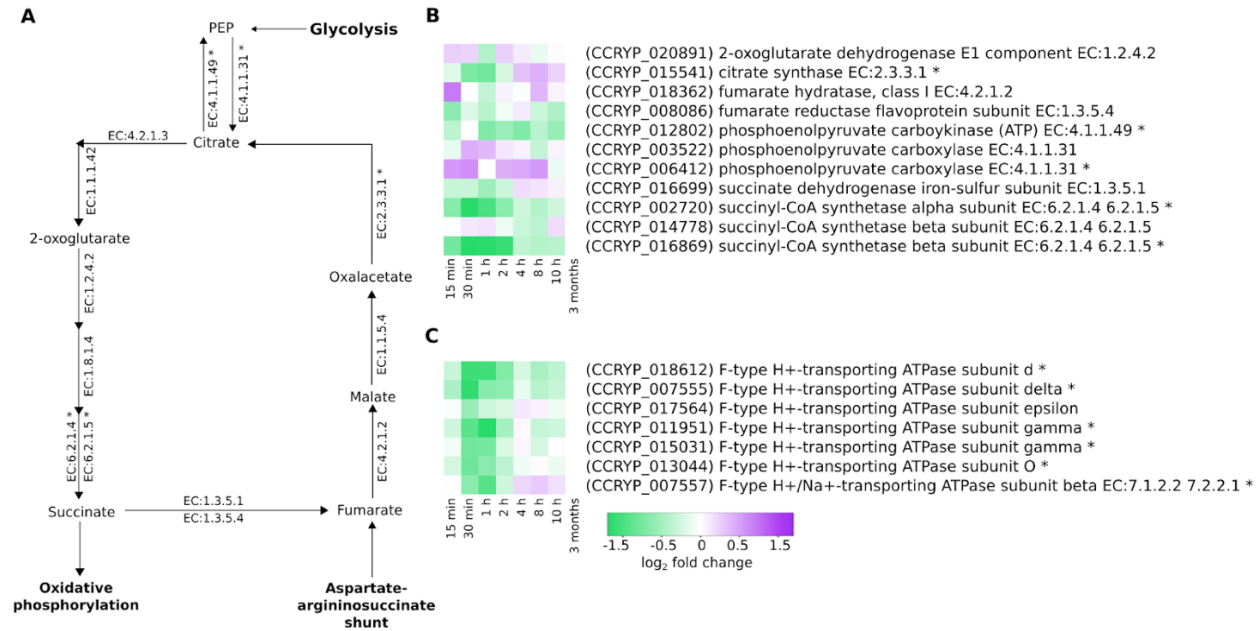 A
PEP
Glycolysis
EC:4.1.1.49 *
EC:4.1.1.31 *
EC:4.2.1.3
Citrate
EC:1.1.1.42
EC:2.3.3.1 *
2-oxoglutarate
EC:1.2.4.2
Oxalacetate
EC:1.1.5.4
EC:1.8.1.4
Malate
EC:6.2.1.4 *
EC:6.2.1.5 *
EC:4.2.1.2
Succinate
EC:1.3.5.1
EC:1.3.5.4
Fumarate
Oxidative
phosphorylation
Aspartate-
argininosuccinate
shunt
B
(CCRYP_020891) 2-oxoglutarate dehydrogenase E1 component EC:1.2.4.2
(CCRYP_015541) citrate synthase EC:2.3.3.1 *
(CCRYP_018362) fumarate hydratase, class I EC:4.2.1.2
(CCRYP_008086) fumarate reductase flavoprotein subunit EC:1.3.5.4
(CCRYP_012802) phosphoenolpyruvate carboykinase (ATP) EC:4.1.1.49 *
(CCRYP_003522) phosphoenolpyruvate carboxylase EC:4.1.1.31
(CCRYP_006412) phosphoenolpyruvate carboxylase EC:4.1.1.31 *
(CCRYP_016699) succinate dehydrogenase iron-sulfur subunit EC:1.3.5.1
(CCRYP_002720) succinyl-CoA synthetase alpha subunit EC:6.2.1.4 6.2.1.5 *
(CCRYP_014778) succinyl-CoA synthetase beta subunit EC:6.2.1.4 6.2.1.5
(CCRYP_016869) succinyl-CoA synthetase beta subunit EC:6.2.1.4 6.2.1.5 *
15 min
30 min
1 h
2 h
4 h
8 h
10 h
3 months
C
(CCRYP_018612) F-type H+-transporting ATPase subunit d *
(CCRYP_007555) F-type H+-transporting ATPase subunit delta *
(CCRYP_017564) F-type H+-transporting ATPase subunit epsilon
(CCRYP_011951) F-type H+-transporting ATPase subunit gamma *
(CCRYP_015031) F-type H+-transporting ATPase subunit gamma *
(CCRYP_013044) F-type H+-transporting ATPase subunit O *
(CCRYP_007557) F-type H+/Na+-transporting ATPase subunit beta EC:7.1.2.2 7.2.2.1 *
15 min
30 min
1 h
2 h
4 h
8 h
10 h
3 months
-1.5 -0.5 0 0.5 1.5
log₂ fold change